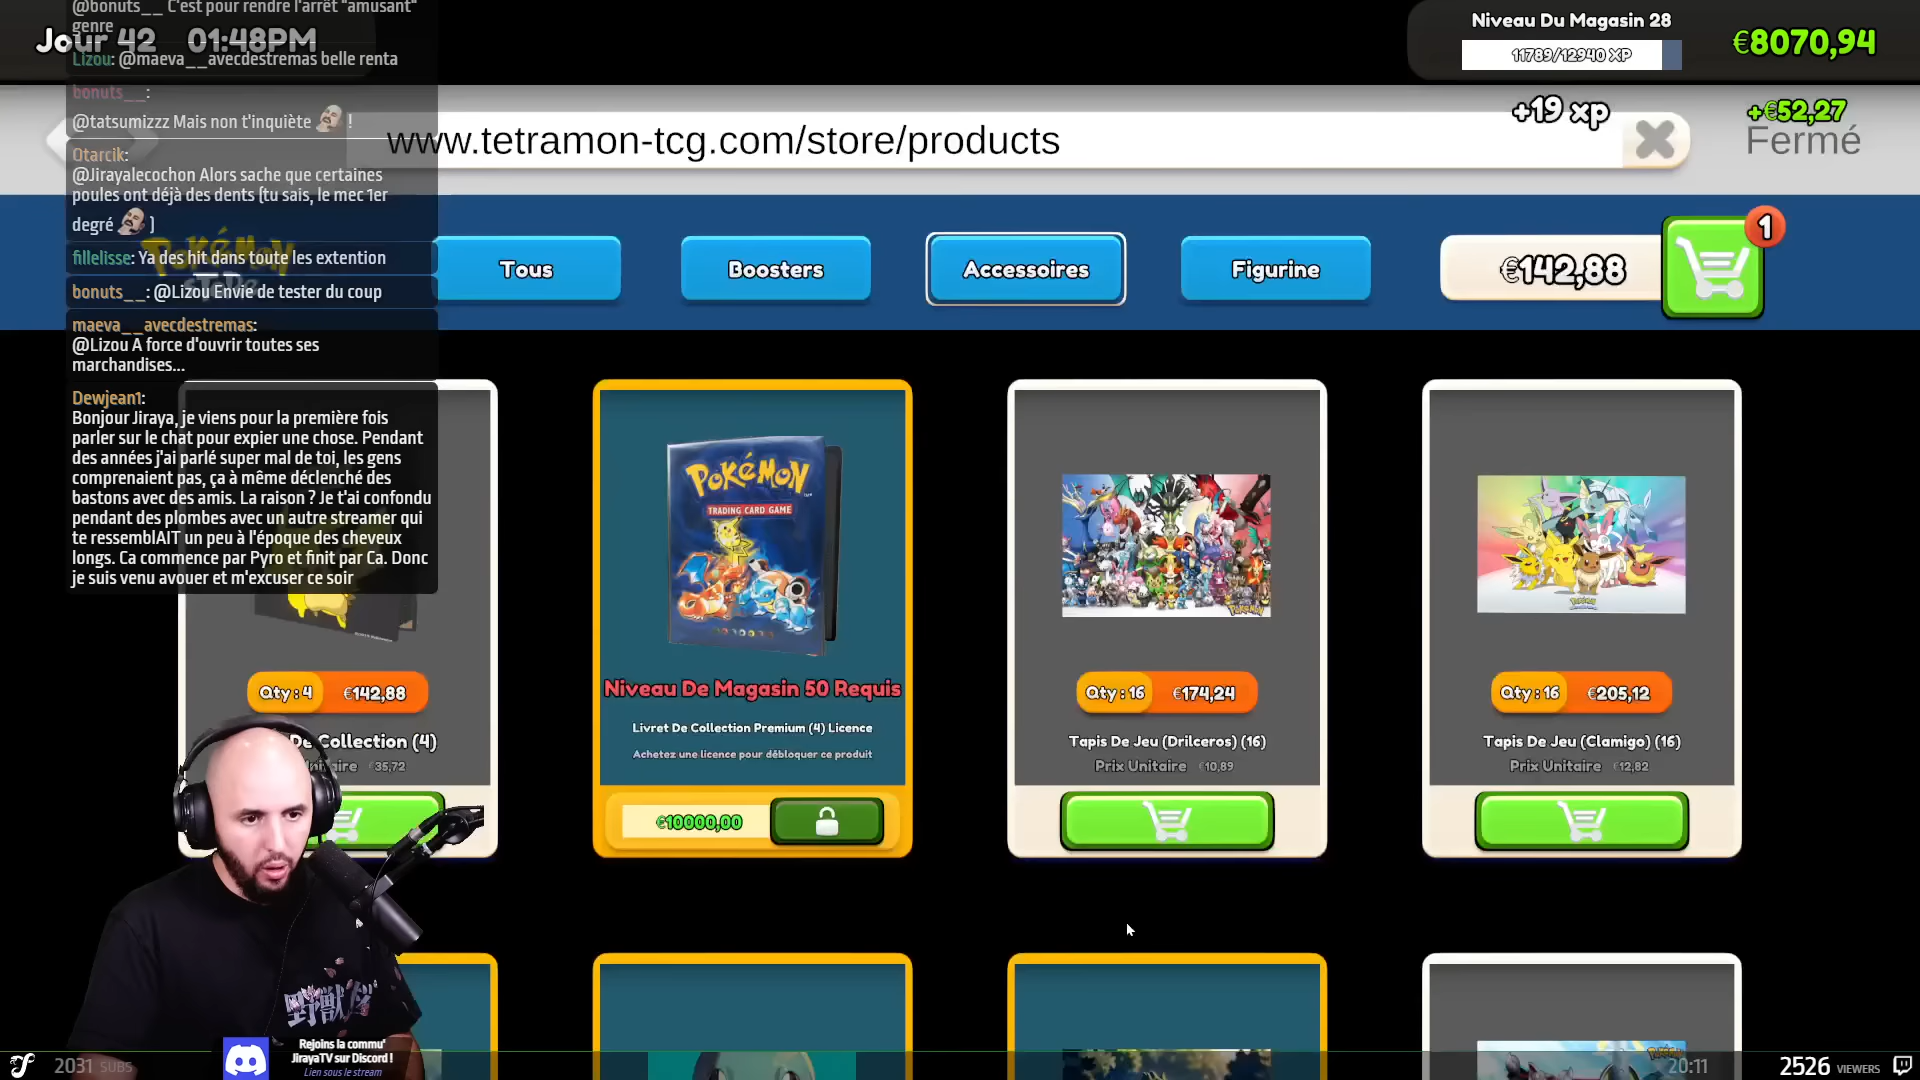 @bonuts__ C'est pour rendre l'arrêt "amusant"
genre
Jour 42 01:48PM
Lizou: @maeva__avecdestremas belle renta
bonuts__:
@tatsumizzz Mais non t'inquiète !
Otarcik:
@Jirayalecochon Alors sache que certaines
poules ont déjà des dents (tu sais, le mec 1er
degré )
fillelisse: Ya des hit dans toute les extention
bonuts__: @Lizou Envie de tester du coup
maeva__avecdestremas:
@Lizou A force d'ouvrir toutes ses
marchandises...
Dewjean1:
Bonjour Jiraya, je viens pour la première fois
parler sur le chat pour expier une chose. Pendant
des années j'ai parlé super mal de toi, les gens
comprenaient pas, ça à même déclenché des
bastons avec des amis. La raison ? Je t'ai confondu
pendant des plombes avec un autre streamer qui
te ressemblAIT un peu à l'époque des cheveux
longs. Ca commence par Pyro et finit par Ca. Donc
je suis venu avouer et m'excuser ce soir
Niveau Du Magasin 28
11789/12940 XP
€8070,94
+19 xp
+€52,27
www.tetramon-tcg.com/store/products
Fermé
POKéMON
STORE
Tous
Boosters
Accessoires
Figurine
€142,88
1
Qty : 4 €142,88
De Collection (4)
€35,72
POKéMON
TRADING CARD GAME
Niveau De Magasin 50 Requis
Livret De Collection Premium (4) Licence
Achetez une licence pour débloquer ce produit
€10000,00
POKéMON
Qty : 16 €174,24
Tapis De Jeu (Drilceros) (16)
Prix Unitaire €10,89
Qty : 16 €205,12
Tapis De Jeu (Clamigo) (16)
Prix Unitaire €12,82
野獣
2031 SUBS
Rejoins la commu'
JirayaTV sur Discord !
Lien sous le stream
20:11
2526 VIEWERS